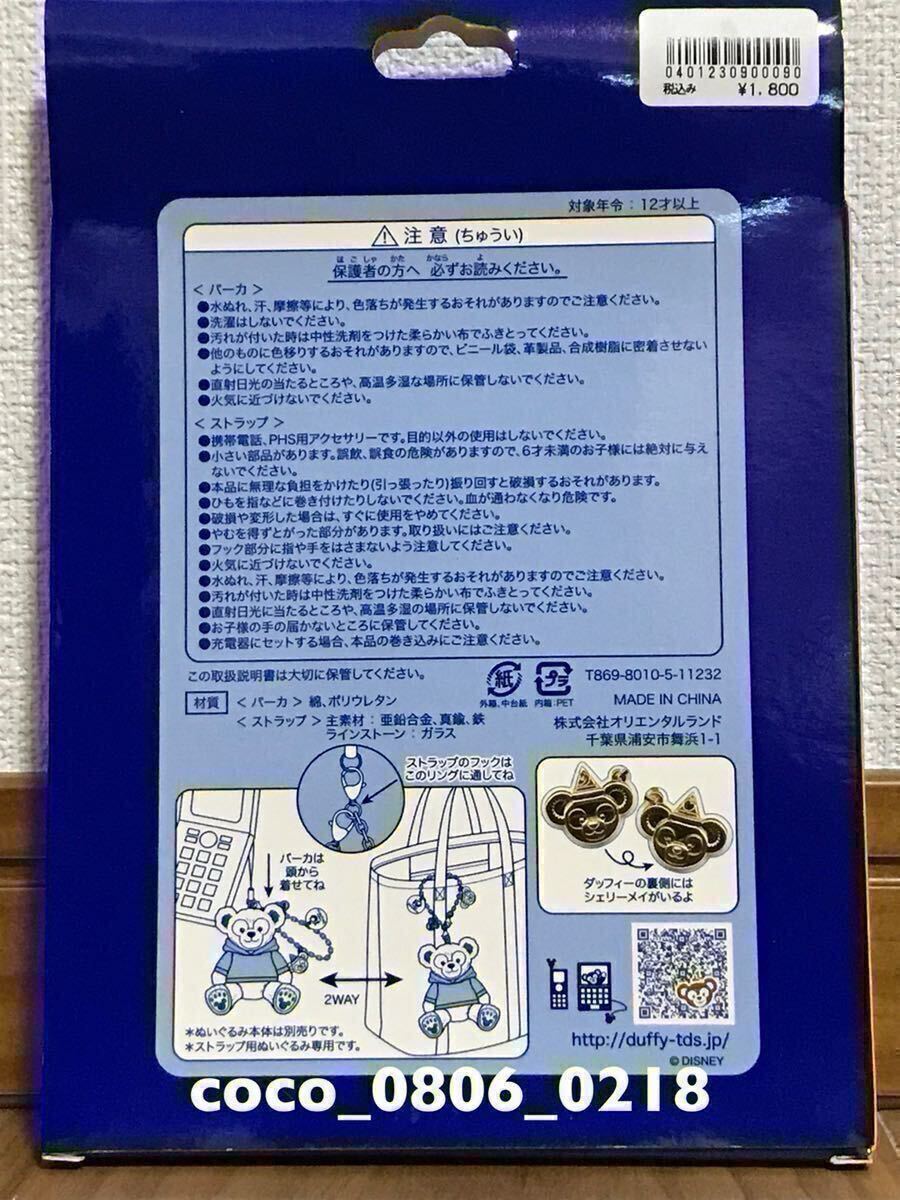 0401230900090
税込み ¥1,800
対象年令：12才以上
注意(ちゅうい)
ほごしゃ かた かなら よ
保護者の方へ 必ずお読みください。
＜パーカ＞
●水ぬれ、汗、摩擦等により、色落ちが発生するおそれがありますのでご注意ください。
●洗濯はしないでください。
●汚れが付いた時は中性洗剤をつけた柔らかい布でふきとってください。
●他のものに色移りするおそれがありますので、ビニール袋、革製品、合成樹脂に密着させない
ようにしてください。
●直射日光の当たるところや、高温多湿な場所に保管しないでください。
●火気に近づけないでください。
＜ストラップ＞
●携帯電話、PHS用アクセサリーです。目的以外の使用はしないでください。
●小さい部品があります。誤飲、誤食の危険がありますので、6才未満のお子様には絶対に与え
ないでください。
●本品に無理な負担をかけたり(引っ張ったり)振り回すと破損するおそれがあります。
●ひもを指などに巻き付けたりしないでください。血が通わなくなり危険です。
●破損や変形した場合は、すぐに使用をやめてください。
●やむを得ずとがった部分があります。取り扱いにはご注意ください。
●フック部分に指や手をはさまないよう注意してください。
●火気に近づけないでください。
●水ぬれ、汗、摩擦等により、色落ちが発生するおそれがありますのでご注意ください。
●汚れが付いた時は中性洗剤をつけた柔らかい布でふきとってください。
●直射日光に当たるところや、高温多湿の場所に保管しないでください。
●お子様の手の届かないところに保管してください。
●充電器にセットする場合、本品の巻き込みにご注意ください。
この取扱説明書は大切に保管してください。
紙 プラ
外箱、中台紙 内箱：PET
T869-8010-5-11232
材質 ＜パーカ＞ 綿、ポリウレタン
MADE IN CHINA
＜ストラップ＞ 主素材：亜鉛合金、真鍮、鉄
ラインストーン：ガラス
株式会社オリエンタルランド
千葉県浦安市舞浜1-1
ストラップのフックは
このリングに通してね
パーカは
頭から
着せてね
2WAY
＊ぬいぐるみ本体は別売りです。
＊ストラップ用ぬいぐるみ専用です。
ダッフィーの裏側には
シェリーメイがいるよ
http://duffy-tds.jp/
© DISNEY
coco_0806_0218